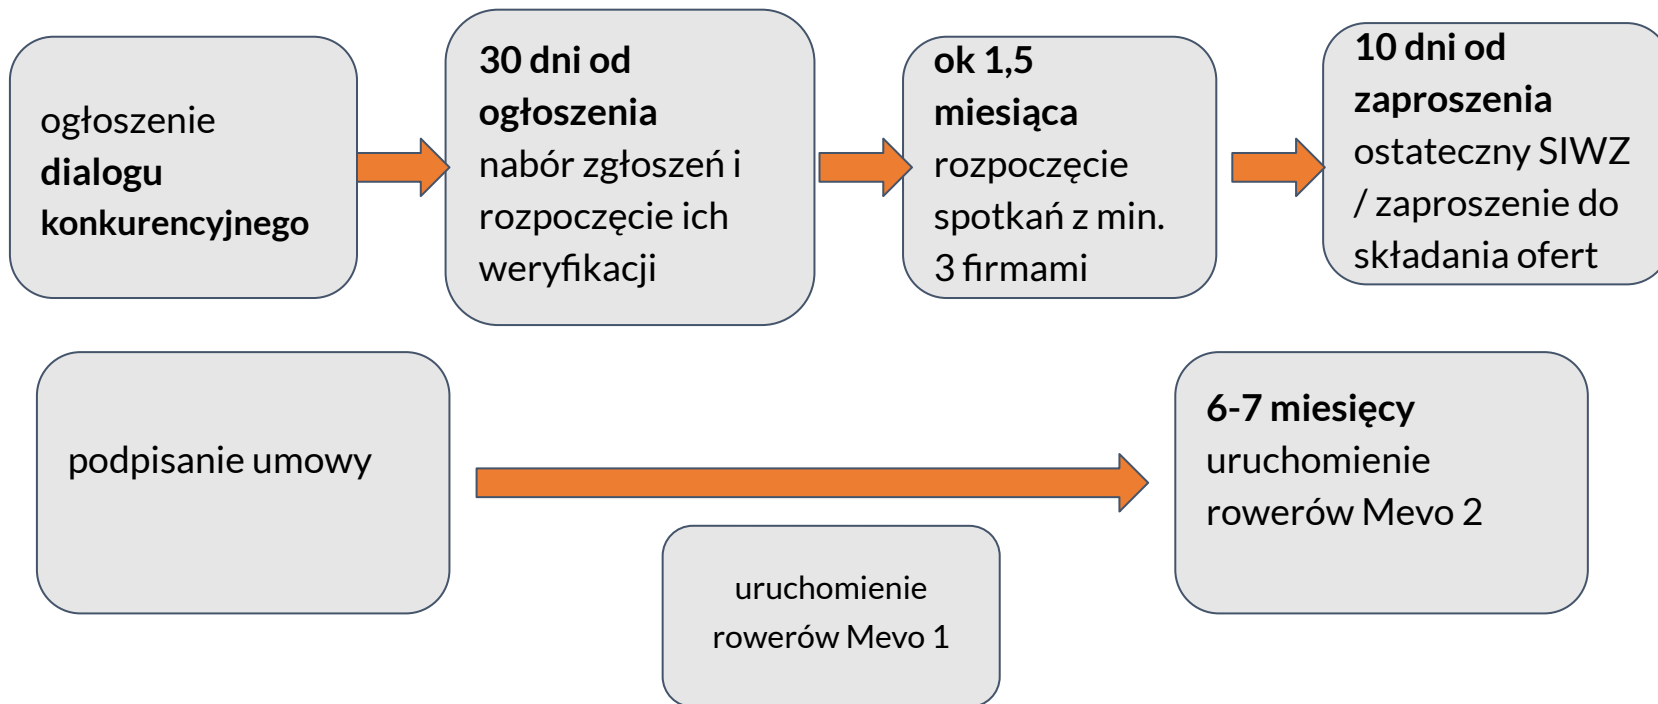 ogłoszenie
dialogu
konkurencyjnego
30 dni od
ogłoszenia
nabór zgłoszeń i
rozpoczęcie ich
weryfikacji
ok 1,5
miesiąca
rozpoczęcie
spotkań z min.
3 firmami
10 dni od
zaproszenia
ostateczny SIWZ
/ zaproszenie do
składania ofert
podpisanie umowy
uruchomienie
rowerów Mevo 1
6-7 miesięcy
uruchomienie
rowerów Mevo 2